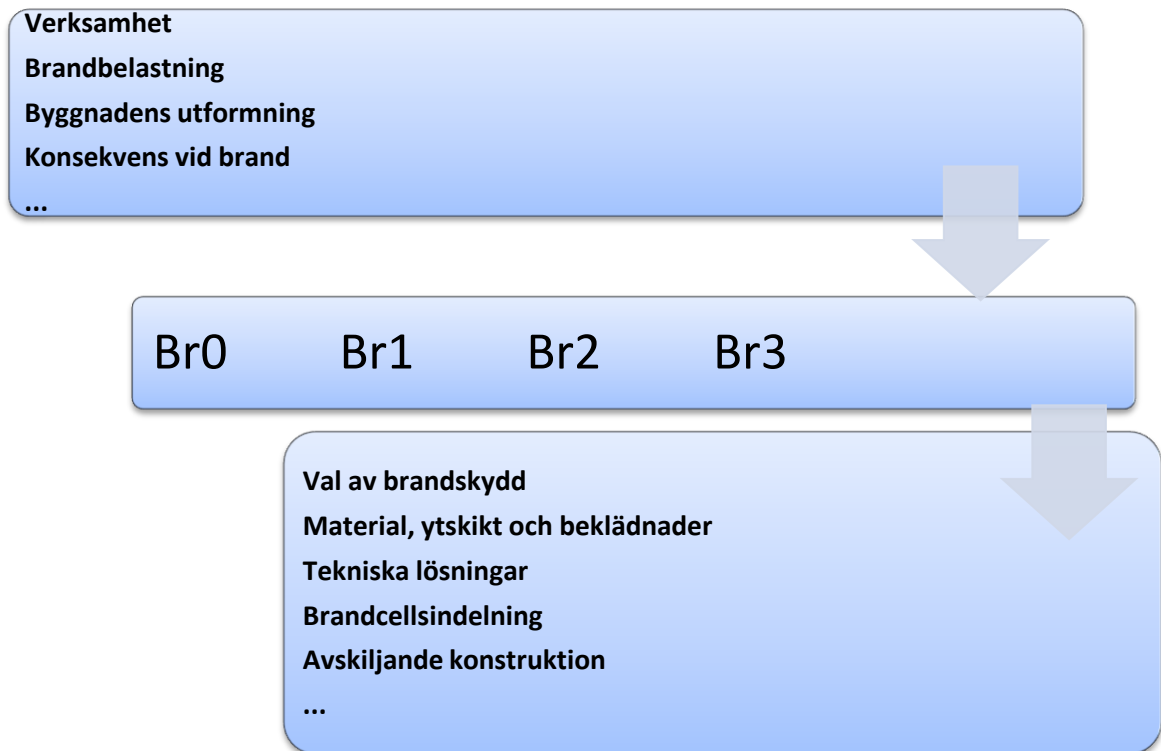 Verksamhet
Brandbelastning
Byggnadens utformning
Konsekvens vid brand
...
Br0 Br1 Br2 Br3
Val av brandskydd
Material, ytskikt och beklädnader
Tekniska lösningar
Brandcellsindelning
Avskiljande konstruktion
...